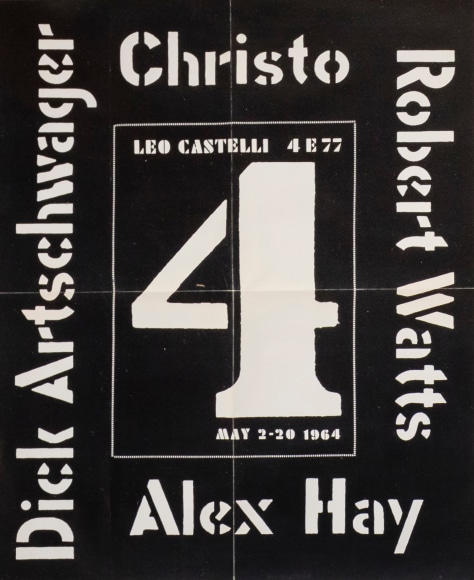 Christo
Dick Artschwager
Robert Watts
LEO CASTELLI 4 E 77
4
MAY 2-20 1964
Alex Hay